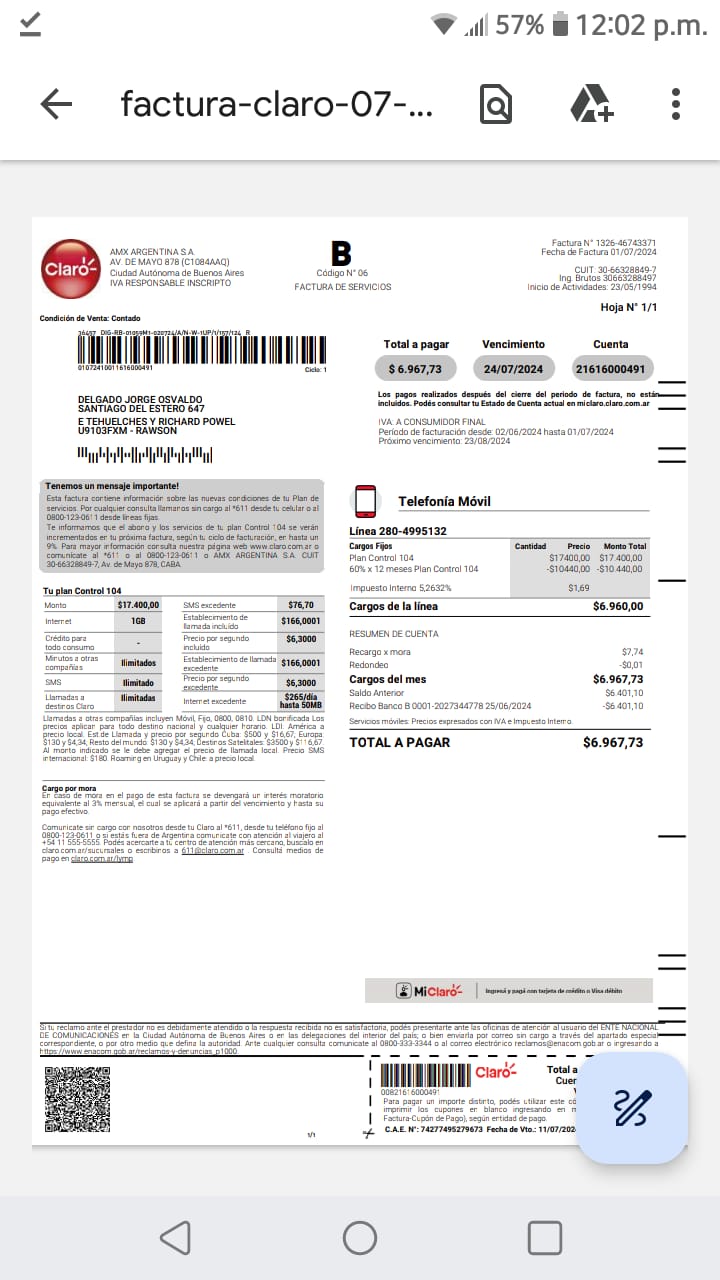 57% 12:02 p.m.
factura-claro-07-...
Claro
AMX ARGENTINA S.A.
AV. DE MAYO 878 (C1084AAQ)
Ciudad Autónoma de Buenos Aires
IVA RESPONSABLE INSCRIPTO
B
Código N° 06
FACTURA DE SERVICIOS
Factura N° 1326-46743371
Fecha de Factura 01/07/2024
CUIT: 30-66328849-7
Ing. Brutos 30663288497
Inicio de Actividades: 23/05/1994
Hoja N° 1/1
Condición de Venta: Contado
36457 DIG-RB-01059M1-020724/A/N-W-1UP/1/157/124 R
01072410011616000491
Ciclo: 1
Total a pagar Vencimiento Cuenta
$ 6.967,73 24/07/2024 21616000491
Los pagos realizados después del cierre del periodo de factura, no están
incluidos. Podés consultar tu Estado de Cuenta actual en miclaro.claro.com.ar
DELGADO JORGE OSVALDO
SANTIAGO DEL ESTERO 647
E TEHUELCHES Y RICHARD POWEL
U9103FXM - RAWSON
IVA: A CONSUMIDOR FINAL
Período de facturación desde: 02/06/2024 hasta 01/07/2024
Próximo vencimiento: 23/08/2024
Tenemos un mensaje importante!
Esta factura contiene información sobre las nuevas condiciones de tu Plan de
servicios. Por cualquier consulta llamanos sin cargo al *611 desde tu celular o al
0800-123-0611 desde líneas fijas.
Te informamos que el abono y los servicios de tu plan Control 104 se verán
incrementados en tu próxima factura, según tu ciclo de facturación, en hasta un
9%. Para mayor información consulta nuestra página web www.claro.com.ar o
comunícate al *611 o al 0800-123-0611 o AMX ARGENTINA S.A. CUIT
30-66328849-7, Av. de Mayo 878, CABA.
Tu plan Control 104
Monto $17.400,00 SMS excedente $76,70
Internet 1GB Establecimiento de llamada incluído $166,0001
Crédito para todo consumo - Precio por segundo incluido $6,3000
Minutos a otras compañías Ilimitados Establecimiento de llamada excedente $166,0001
SMS Ilimitado Precio por segundo excedente $6,3000
Llamadas a destinos Claro Ilimitadas Internet excedente $265/día hasta 50MB
Llamadas a otras compañías incluyen Móvil, Fijo, 0800, 0810. LDN bonificada Los
precios aplican para todo destino nacional y cualquier horario. LDI: América a
precio local. Est.de Llamada y precio por segundo Cuba: $500 y $16,67; Europa:
$130 y $4,34; Resto del mundo: $130 y $4,34; Destinos Satelitales: $3500 y $116,67.
Al monto indicado se le debe agregar el precio de llamada local. Precio SMS
internacional: $180. Roaming en Uruguay y Chile: a precio local.
Cargo por mora
En caso de mora en el pago de esta factura se devengará un interés moratorio
equivalente al 3% mensual, el cual se aplicará a partir del vencimiento y hasta su
pago efectivo.
Comunicate sin cargo con nosotros desde tu Claro al *611, desde tu teléfono fijo al
0800-123-0611 o si estás fuera de Argentina comunicate con atención al viajero al
+54 11 555-5555. Podés acercarte a tu centro de atención más cercano, buscalo en
claro.com.ar/sucursales o escribinos a 611@claro.com.ar . Consultá medios de
pago en claro.com.ar/lymp.
Telefonía Móvil
Línea 280-4995132
Cargos Fijos Cantidad Precio Monto Total
Plan Control 104 $17400,00 $17.400,00
60% x 12 meses Plan Control 104 -$10440,00 -$10.440,00
Impuesto Interno 5,2632% $1,69
Cargos de la línea $6.960,00
RESUMEN DE CUENTA
Recargo x mora $7,74
Redondeo -$0,01
Cargos del mes $6.967,73
Saldo Anterior $6.401,10
Recibo Banco B 0001-2027344778 25/06/2024 -$6.401,10
Servicios móviles: Precios expresados con IVA e Impuesto Interno.
TOTAL A PAGAR $6.967,73
MiClaro Ingresá y pagá con tarjeta de crédito o Visa débito
Si tu reclamo ante el prestador no es debidamente atendido o la respuesta recibida no es satisfactoria, podés presentarte ante las oficinas de atención al usuario del ENTE NACIONAL
DE COMUNICACIONES en la Ciudad Autónoma de Buenos Aires o en las delegaciones del interior del país; o bien enviarla por correo sin cargo a través del apartado especial
correspondiente, o por otro medio que defina la autoridad. Ante cualquier consulta comunicate al 0800-333-3344 o al correo electrónico reclamos@enacom.gob.ar o ingresando a
https://www.enacom.gob.ar/reclamos-y-denuncias_p1000.
Claro
Total a
Cuen
00821616000491
Para pagar un importe distinto, podés utilizar este có
imprimir los cupones en blanco ingresando en m
Factura-Cupón de Pago), según entidad de pago.
C.A.E. N°: 74277495279673 Fecha de Vto.: 11/07/202
1/1